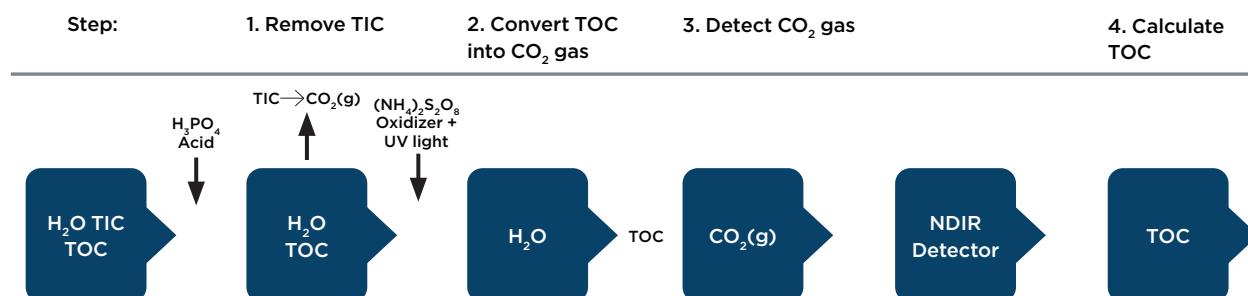 Step:
1. Remove TIC
2. Convert TOC
into CO₂ gas
3. Detect CO₂ gas
4. Calculate
TOC
H₃PO₄
Acid
TIC→CO₂(g)
(NH₄)₂S₂O₈
Oxidizer +
UV light
H₂O TIC
TOC
H₂O
TOC
H₂O
TOC
CO₂(g)
NDIR
Detector
TOC